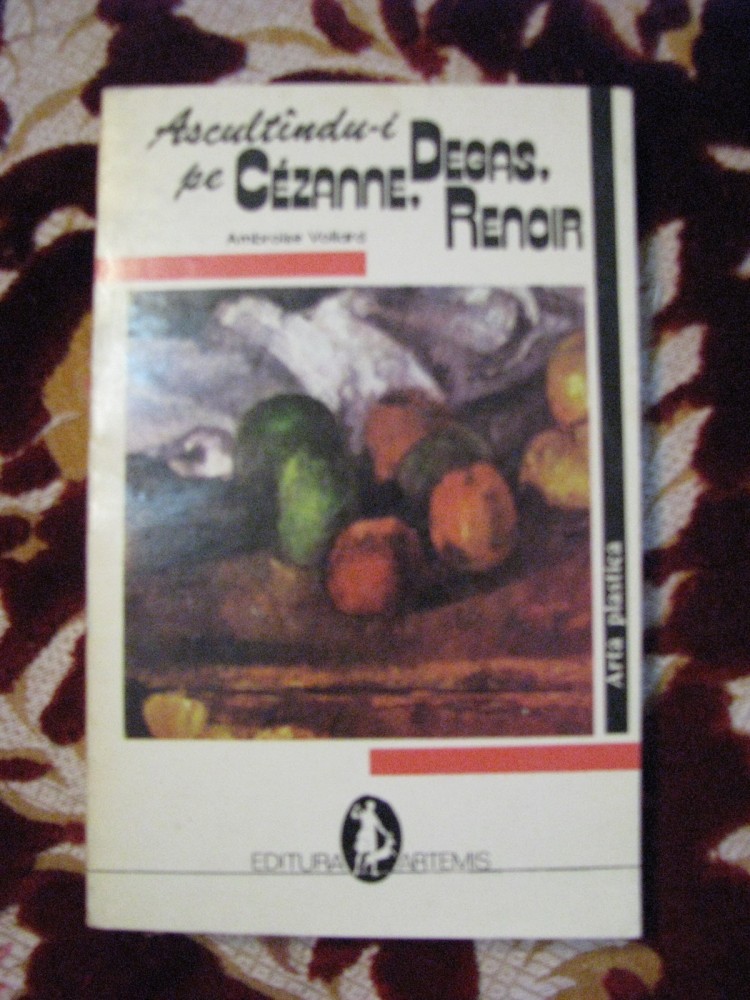 Ascultîndu-i
pe CÉZANNE, DEGAS,
RENOIR
Ambroise Vollard
Arta plastica
EDITURA ARTEMIS